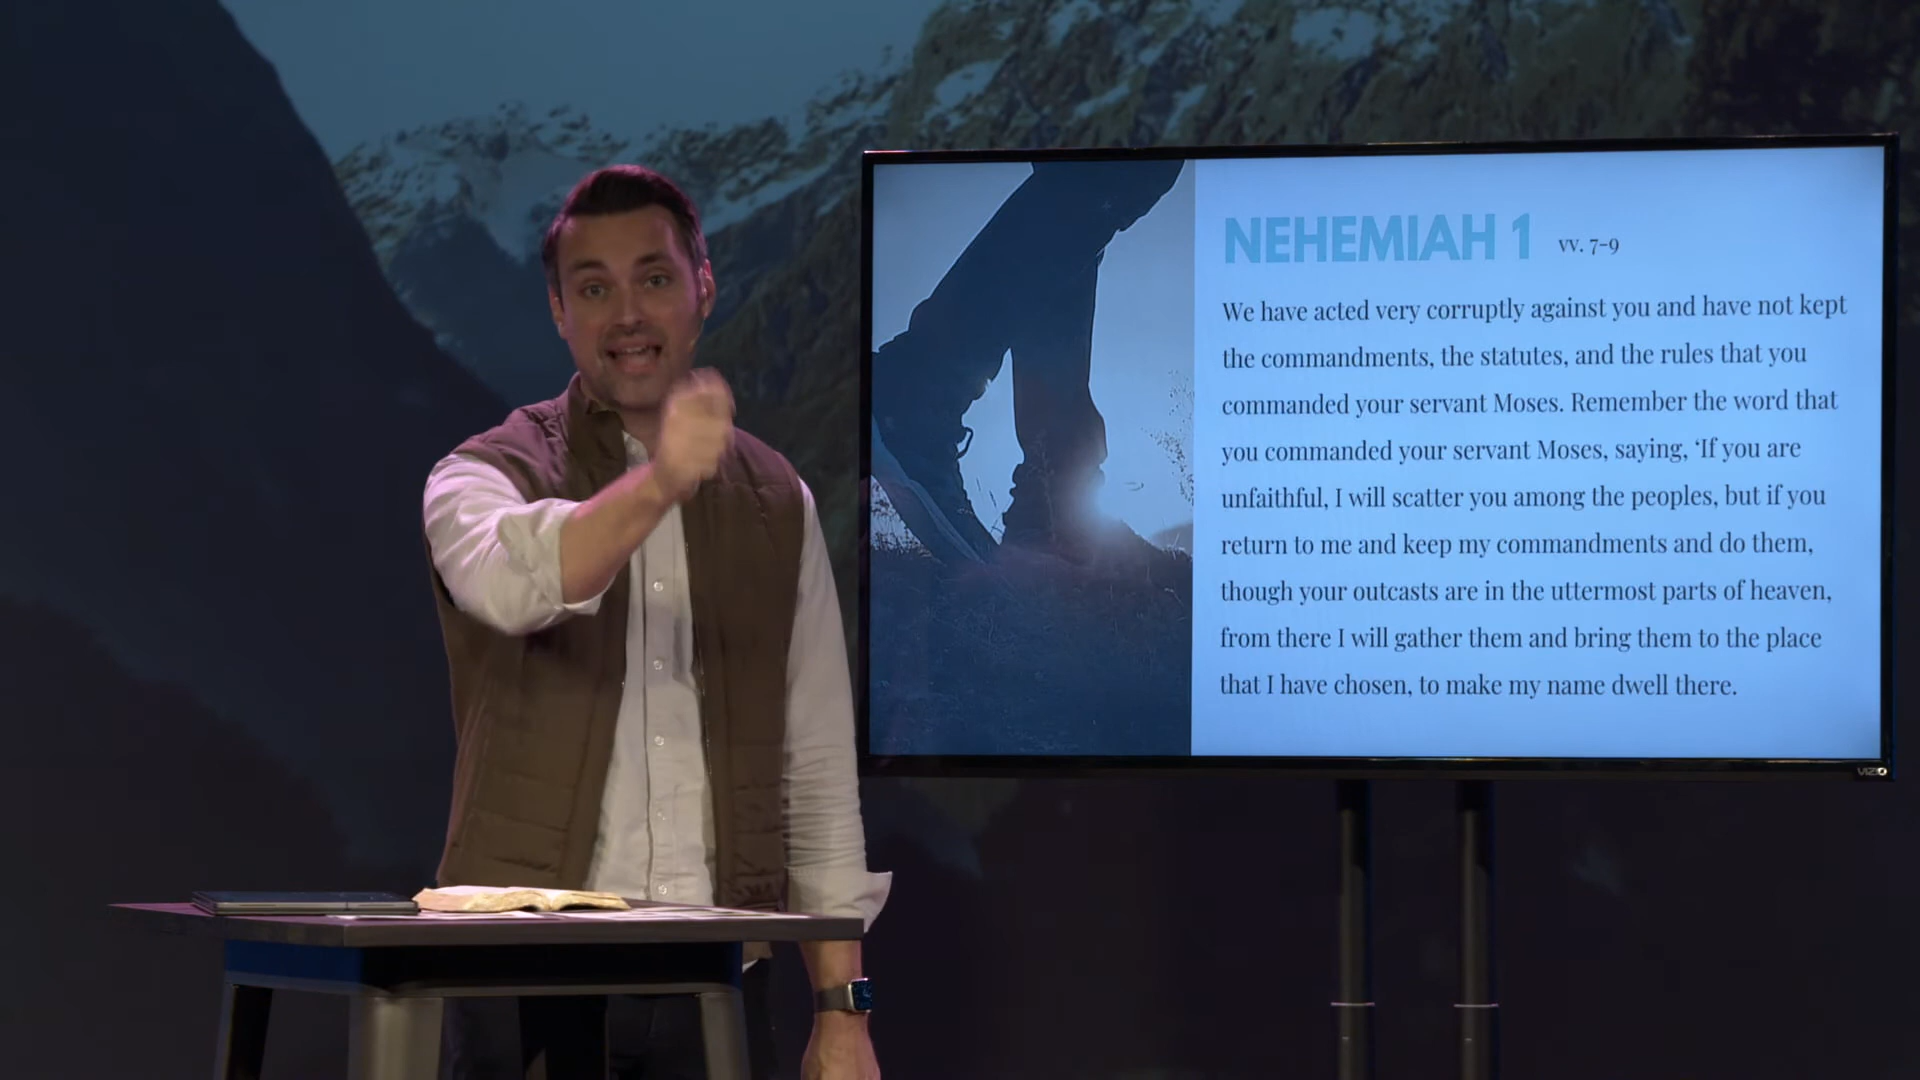 NEHEMIAH 1 vv. 7-9
We have acted very corruptly against you and have not kept
the commandments, the statutes, and the rules that you
commanded your servant Moses. Remember the word that
you commanded your servant Moses, saying, ‘If you are
unfaithful, I will scatter you among the peoples, but if you
return to me and keep my commandments and do them,
though your outcasts are in the uttermost parts of heaven,
from there I will gather them and bring them to the place
that I have chosen, to make my name dwell there.
VIZIO